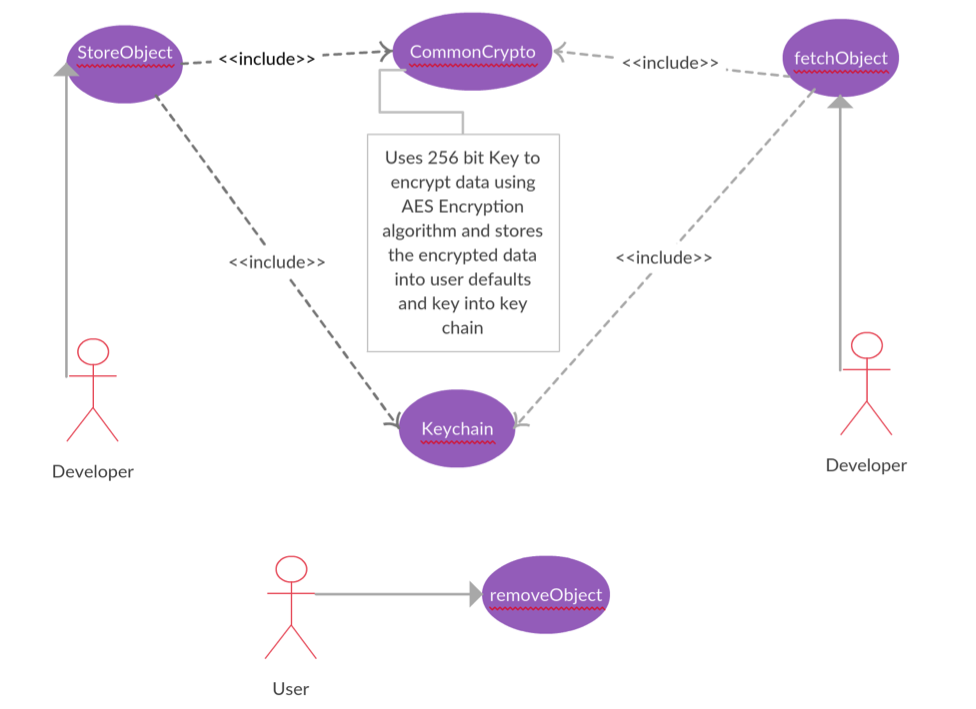 StoreObject
<<include>>
CommonCrypto
<<include>>
fetchObject
Uses 256 bit Key to
encrypt data using
AES Encryption
algorithm and stores
the encrypted data
into user defaults
and key into key
chain
<<include>>
<<include>>
Keychain
Developer
Developer
removeObject
User